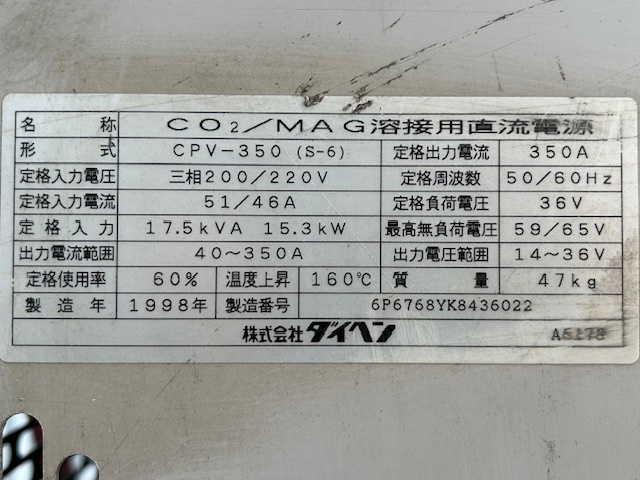 名称 CO₂/MAG溶接用直流電源
形式 CPV-350 (S-6) 定格出力電流 350A
定格入力電圧 三相200/220V 定格周波数 50/60Hz
定格入力電流 51/46A 定格負荷電圧 36V
定格入力 17.5kVA 15.3kW 最高無負荷電圧 59/65V
出力電流範囲 40〜350A 出力電圧範囲 14〜36V
定格使用率 60% 温度上昇 160℃ 質量 47kg
製造年 1998年 製造番号 6P6768YK8436022
株式会社ダイヘン